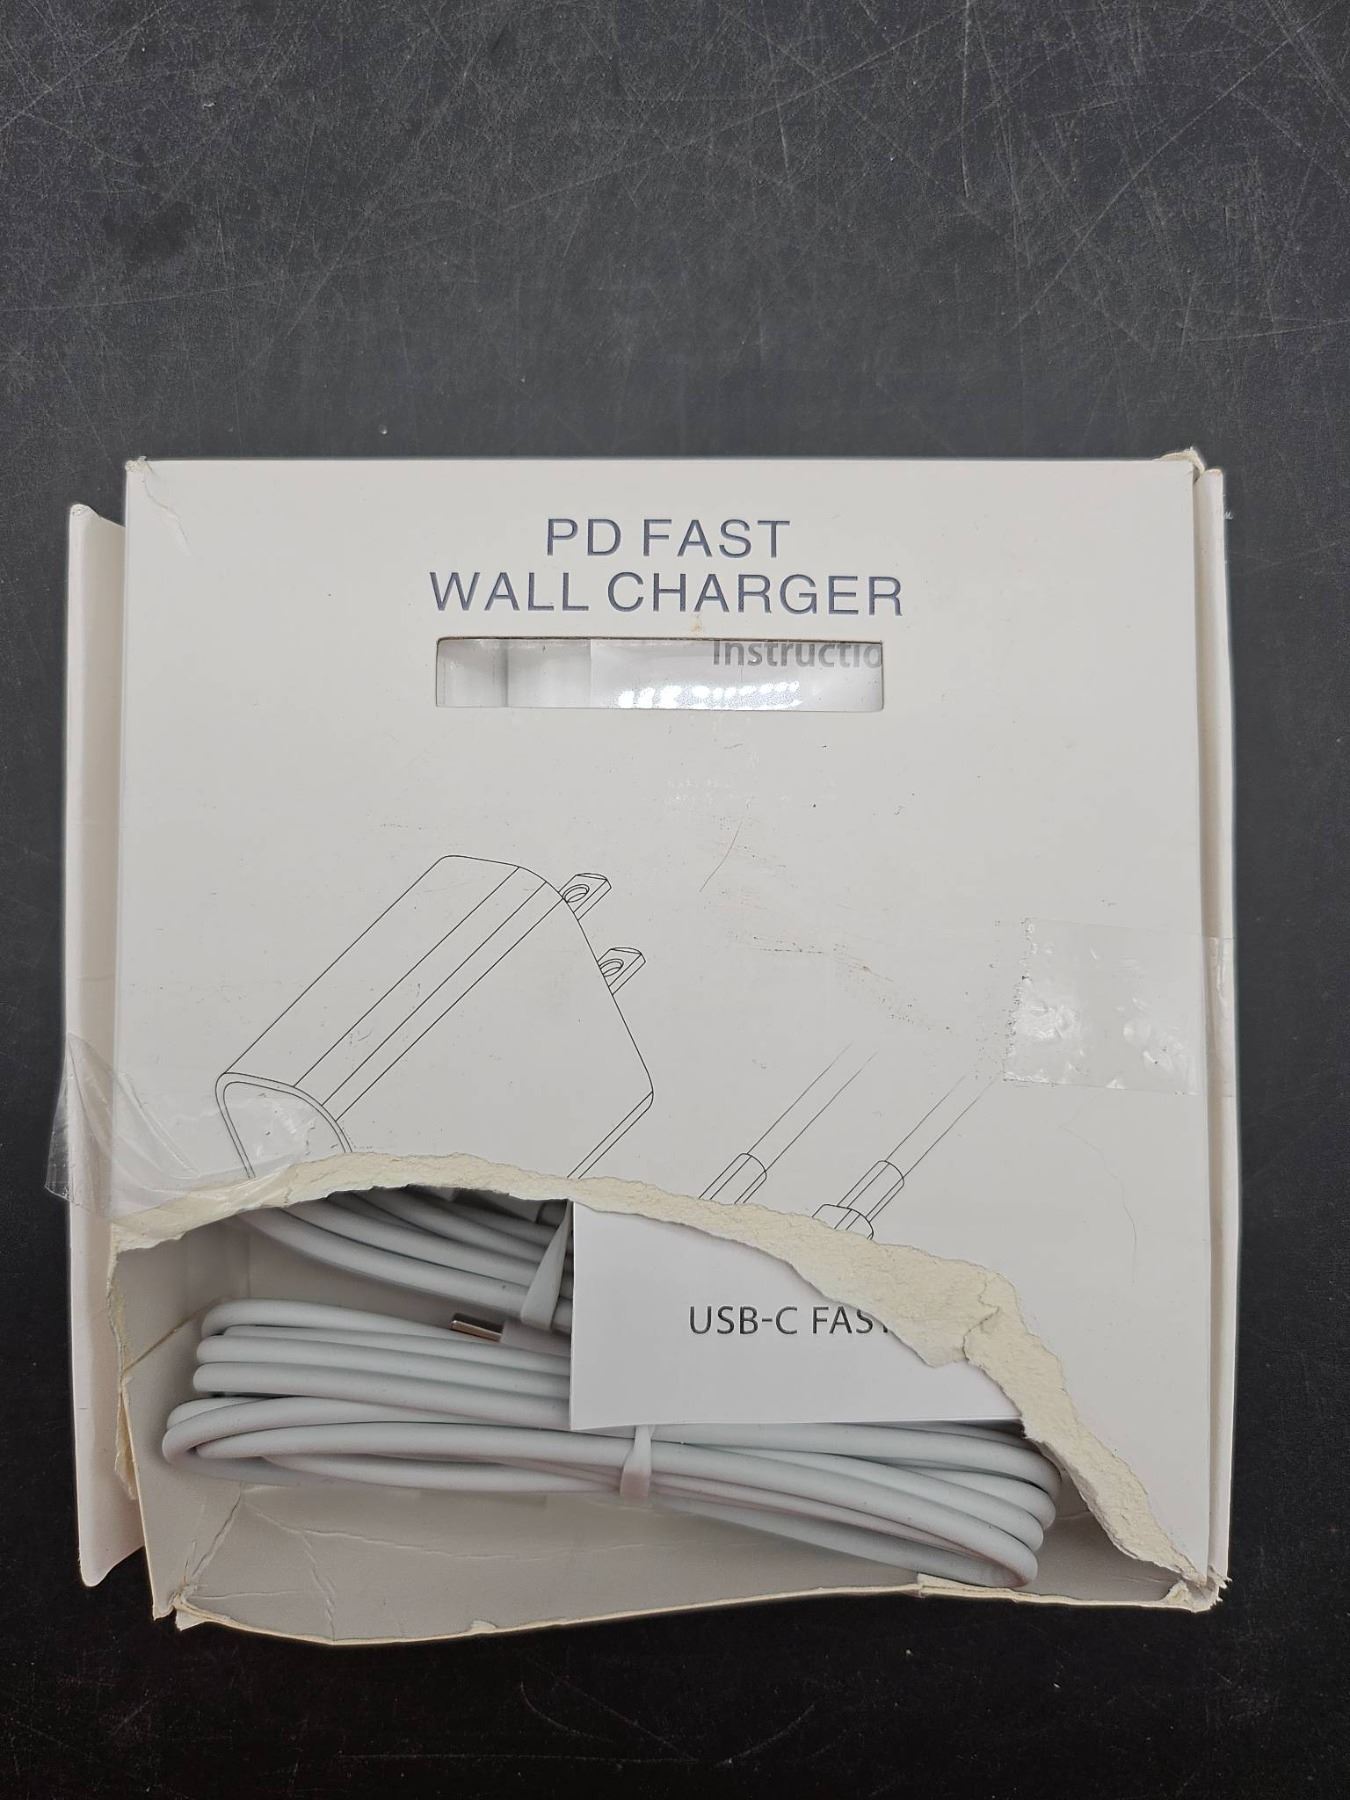 PD FAST
WALL CHARGER
Instructio
USB-C FAST